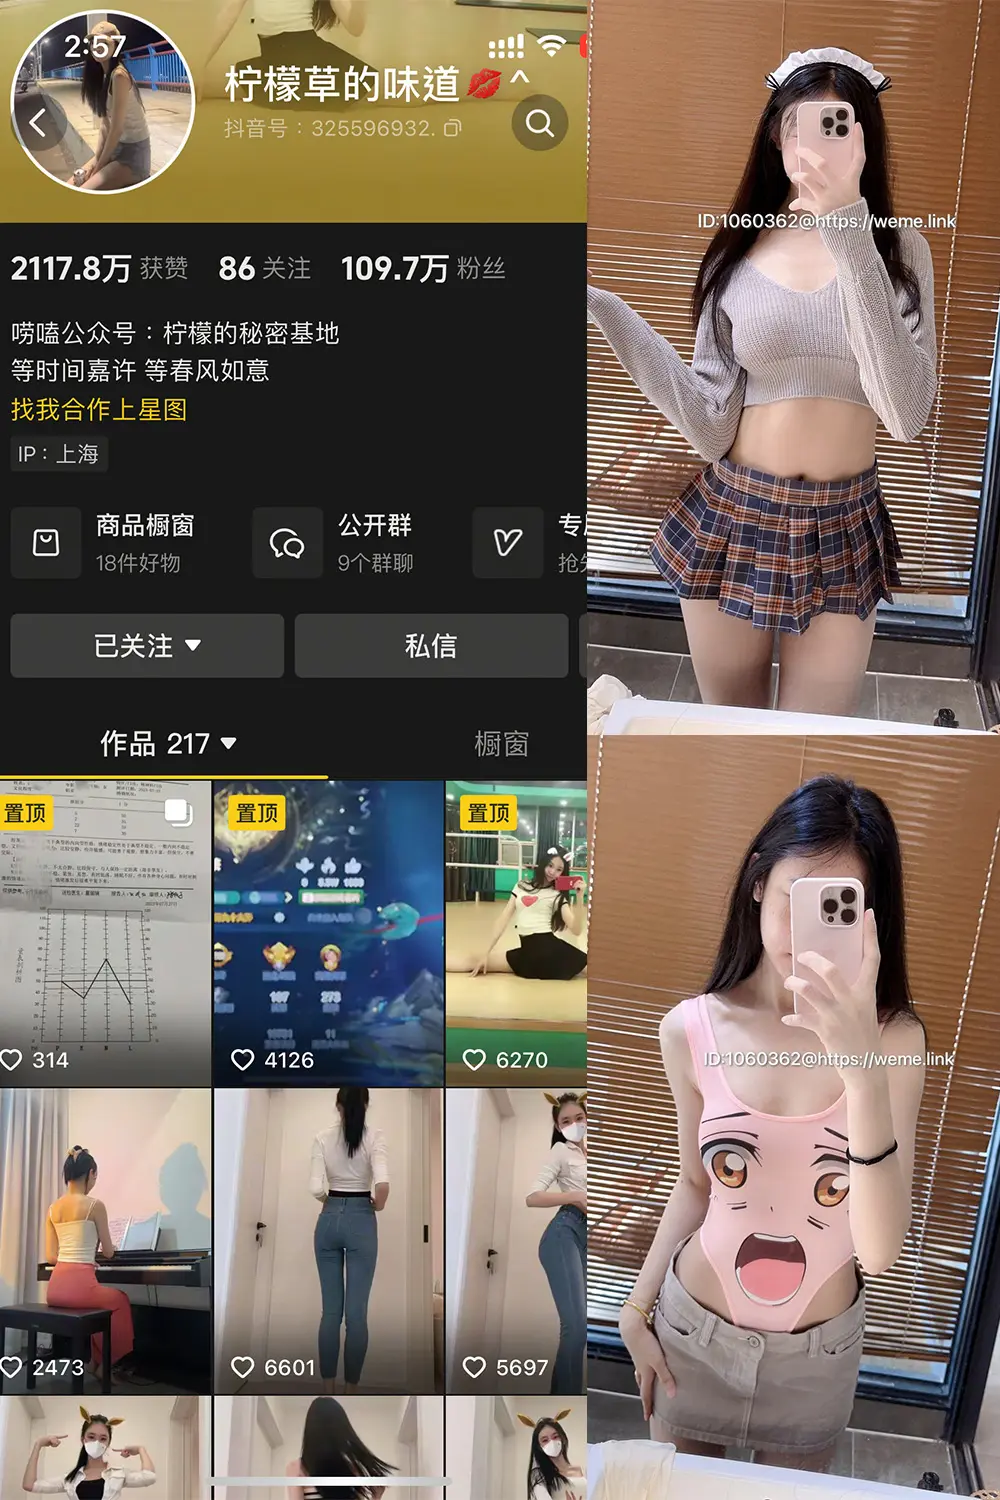 2:57
柠檬草的味道💋^
抖音号：325596932.
2117.8万 获赞 86 关注 109.7万 粉丝
唠嗑公众号：柠檬的秘密基地
等时间嘉许 等春风如意
找我合作上星图
IP：上海
商品橱窗
18件好物
公开群
9个群聊
已关注
私信
作品 217
橱窗
置顶
置顶
置顶
314
4126
6270
2473
6601
5697
ID:1060362@https://weme.link
ID:1060362@https://weme.link